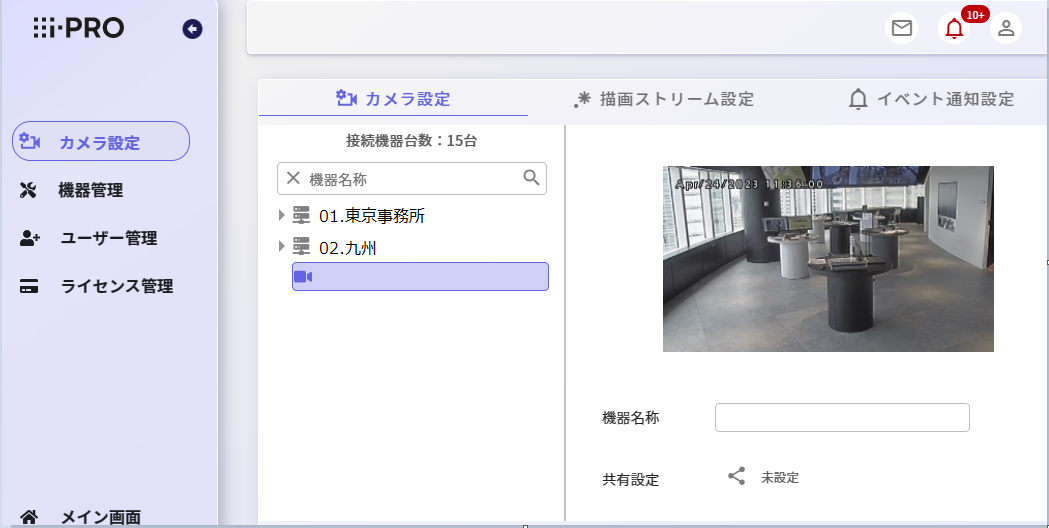 i-PRO
カメラ設定
機器管理
ユーザー管理
ライセンス管理
メイン画面
10+
カメラ設定
描画ストリーム設定
イベント通知設定
接続機器台数：15台
機器名称
01.東京事務所
02.九州
Apr/24/2023 11:36:00
機器名称
共有設定
未設定